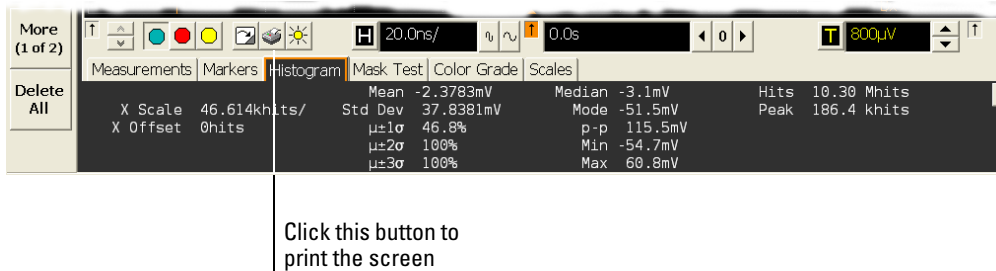 More
(1 of 2)
H 20.0ns/ 0.0s 0 T 800µV
Measurements Markers Histogram Mask Test Color Grade Scales
Delete
All
Mean -2.3783mV Median -3.1mV Hits 10.30 Mhits
X Scale 46.614khits/ Std Dev 37.8381mV Mode -51.5mV Peak 186.4 khits
X Offset 0hits µ±1σ 46.8% p-p 115.5mV
µ±2σ 100% Min -54.7mV
µ±3σ 100% Max 60.8mV
Click this button to
print the screen